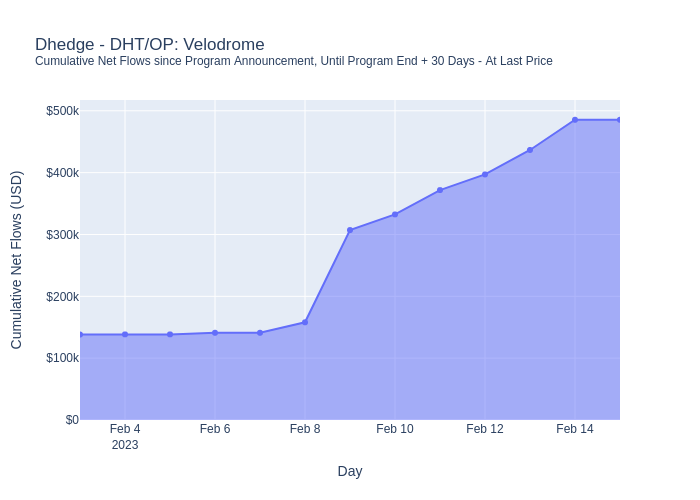 Dhedge - DHT/OP: Velodrome
Cumulative Net Flows since Program Announcement, Until Program End + 30 Days - At Last Price
Cumulative Net Flows (USD)
$500k
$400k
$300k
$200k
$100k
$0
Feb 4 Feb 6 Feb 8 Feb 10 Feb 12 Feb 14
2023
Day